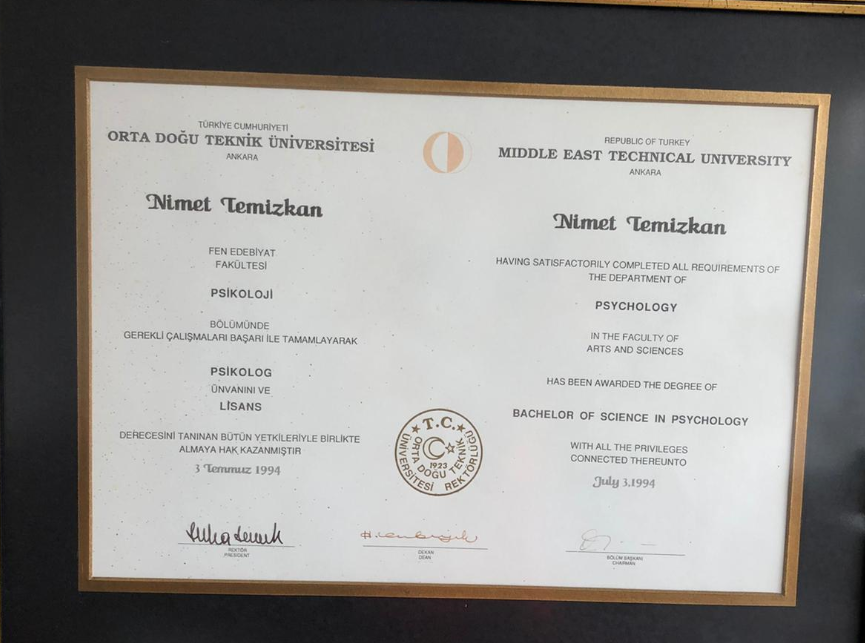 TÜRKİYE CUMHURİYETİ
ORTA DOĞU TEKNİK ÜNİVERSİTESİ
ANKARA
Nimet Temizkan
FEN EDEBİYAT
FAKÜLTESİ
PSİKOLOJİ
BÖLÜMÜNDE
GEREKLİ ÇALIŞMALARI BAŞARI İLE TAMAMLAYARAK
PSİKOLOG
ÜNVANINI VE
LİSANS
DERECESİNİ TANINAN BÜTÜN YETKİLERİYLE BİRLİKTE
ALMAYA HAK KAZANMIŞTIR
3 Temmuz 1994
REKTÖR
PRESIDENT
REPUBLIC OF TURKEY
MIDDLE EAST TECHNICAL UNIVERSITY
ANKARA
Nimet Temizkan
HAVING SATISFACTORILY COMPLETED ALL REQUIREMENTS OF
THE DEPARTMENT OF
PSYCHOLOGY
IN THE FACULTY OF
ARTS AND SCIENCES
HAS BEEN AWARDED THE DEGREE OF
BACHELOR OF SCIENCE IN PSYCHOLOGY
WITH ALL THE PRIVILEGES
CONNECTED THEREUNTO
July 3.1994
T.C.
ORTA DOĞU TEKNİK
ÜNİVERSİTESİ REKTÖRLÜĞÜ
1923
DEKAN
DEAN
BÖLÜM BAŞKANI
CHAIRMAN